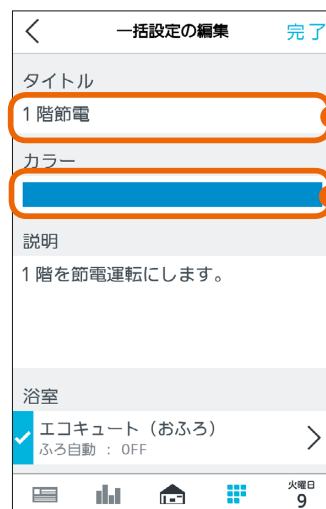 一括設定の編集 完了
タイトル
1 階節電
カラー
説明
1 階を節電運転にします。
浴室
エコキュート（おふろ）
ふろ自動 : OFF
火曜日
9